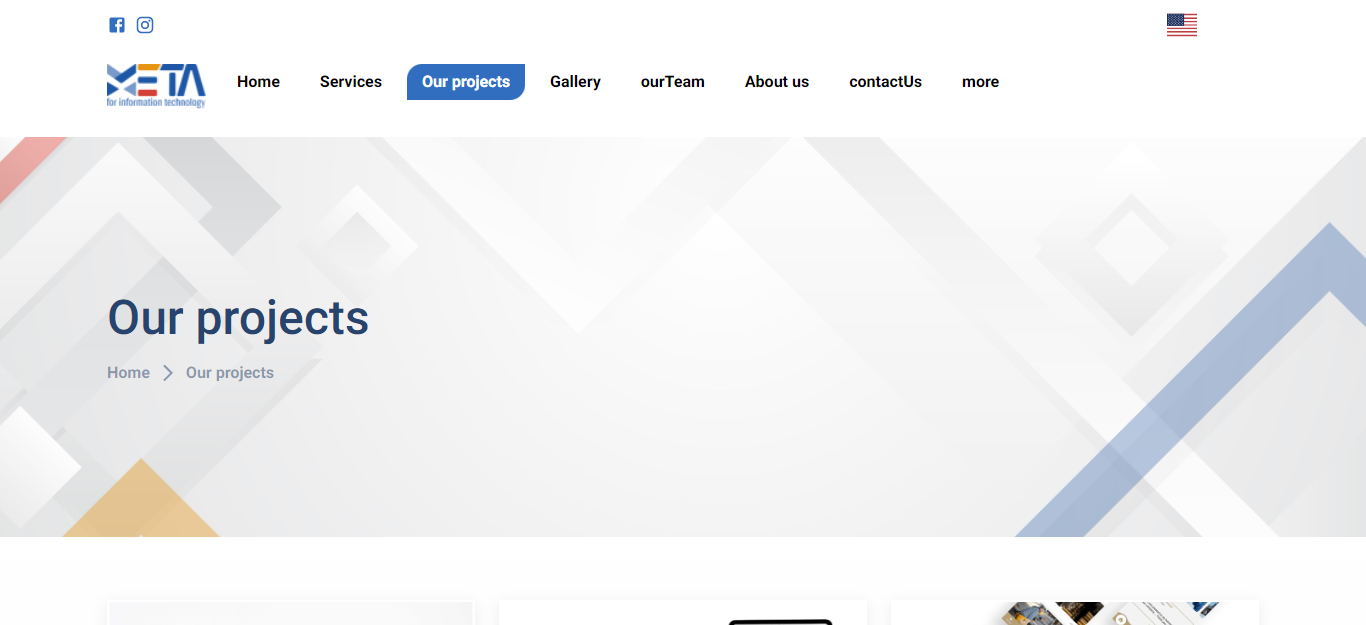 META
for information technology
Home Services Our projects Gallery ourTeam About us contactUs more
Our projects
Home > Our projects